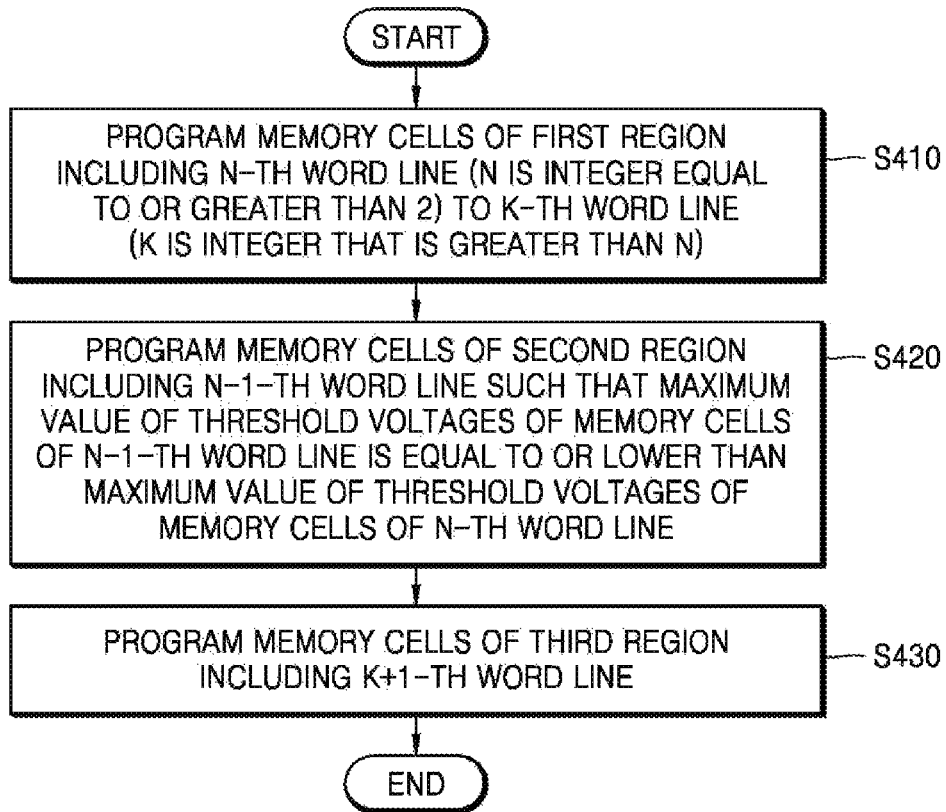 START
PROGRAM MEMORY CELLS OF FIRST REGION
INCLUDING N-TH WORD LINE (N IS INTEGER EQUAL
TO OR GREATER THAN 2) TO K-TH WORD LINE
(K IS INTEGER THAT IS GREATER THAN N)
S410
PROGRAM MEMORY CELLS OF SECOND REGION
INCLUDING N-1-TH WORD LINE SUCH THAT MAXIMUM
VALUE OF THRESHOLD VOLTAGES OF MEMORY CELLS
OF N-1-TH WORD LINE IS EQUAL TO OR LOWER THAN
MAXIMUM VALUE OF THRESHOLD VOLTAGES OF
MEMORY CELLS OF N-TH WORD LINE
S420
PROGRAM MEMORY CELLS OF THIRD REGION
INCLUDING K+1-TH WORD LINE
S430
END